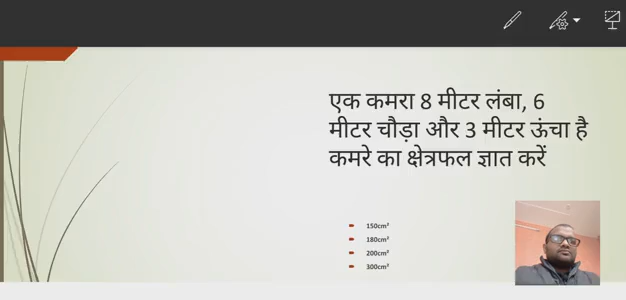 एक कमरा 8 मीटर लंबा, 6
मीटर चौड़ा और 3 मीटर ऊंचा है
कमरे का क्षेत्रफल ज्ञात करें
150cm²
180cm²
200cm²
300cm²